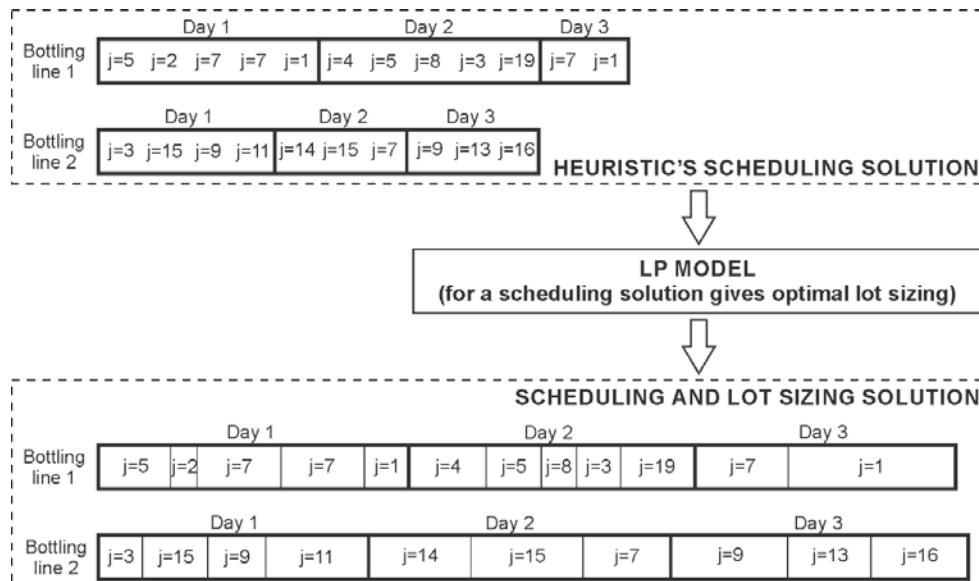 Day 1 Day 2 Day 3
Bottling line 1 j=5 j=2 j=7 j=7 j=1 j=4 j=5 j=8 j=3 j=19 j=7 j=1
Day 1 Day 2 Day 3
Bottling line 2 j=3 j=15 j=9 j=11 j=14 j=15 j=7 j=9 j=13 j=16
HEURISTIC'S SCHEDULING SOLUTION
LP MODEL
(for a scheduling solution gives optimal lot sizing)
SCHEDULING AND LOT SIZING SOLUTION
Day 1 Day 2 Day 3
Bottling line 1 j=5 j=2 j=7 j=7 j=1 j=4 j=5 j=8 j=3 j=19 j=7 j=1
Day 1 Day 2 Day 3
Bottling line 2 j=3 j=15 j=9 j=11 j=14 j=15 j=7 j=9 j=13 j=16